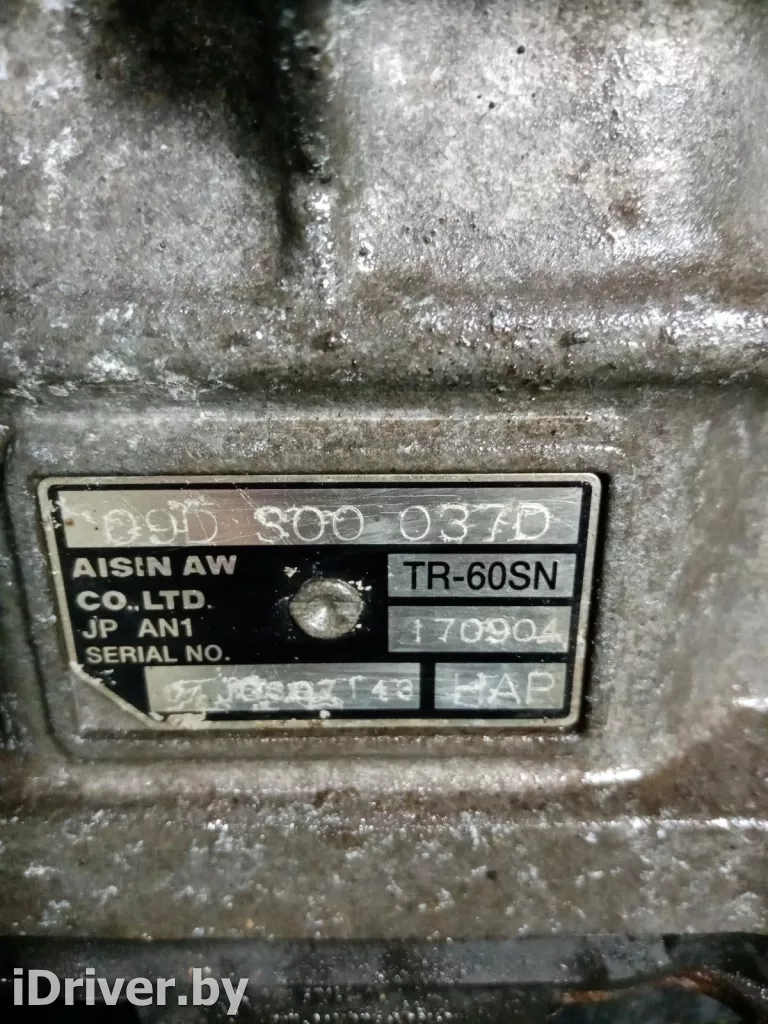 09D 300 037D
AISIN AW
CO.,LTD.
JP AN1
SERIAL NO.
TR-60SN
170904
HAP
iDriver.by